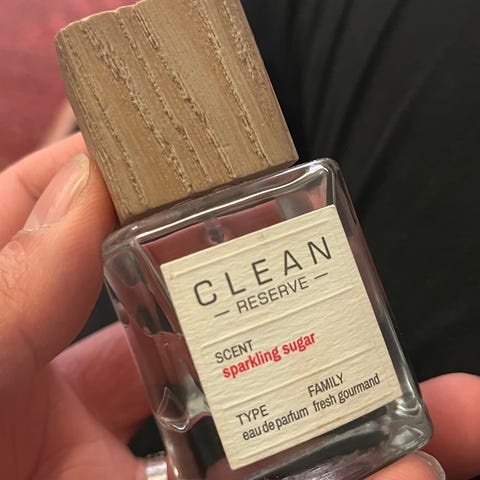 CLEAN
— RESERVE —
SCENT
sparkling sugar
TYPE FAMILY
eau de parfum fresh gourmand